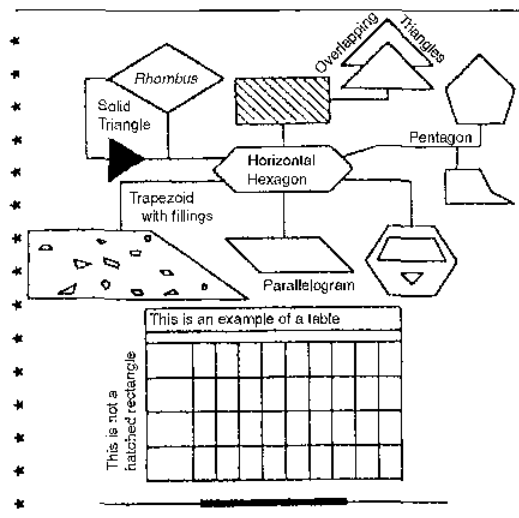 Overlapping
Triangles
Rhombus
Solid
Triangle
Pentagon
Horizontal
Hexagon
Trapezoid
with fillings
Parallelogram
This is an example of a table
This is not a
hatched rectangle